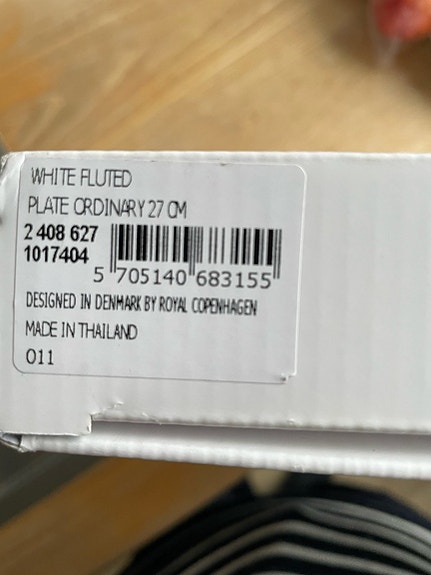 WHITE FLUTED
PLATE ORDINARY 27 CM
2 408 627
1017404
5 705140 683155
DESIGNED IN DENMARK BY ROYAL COPENHAGEN
MADE IN THAILAND
011